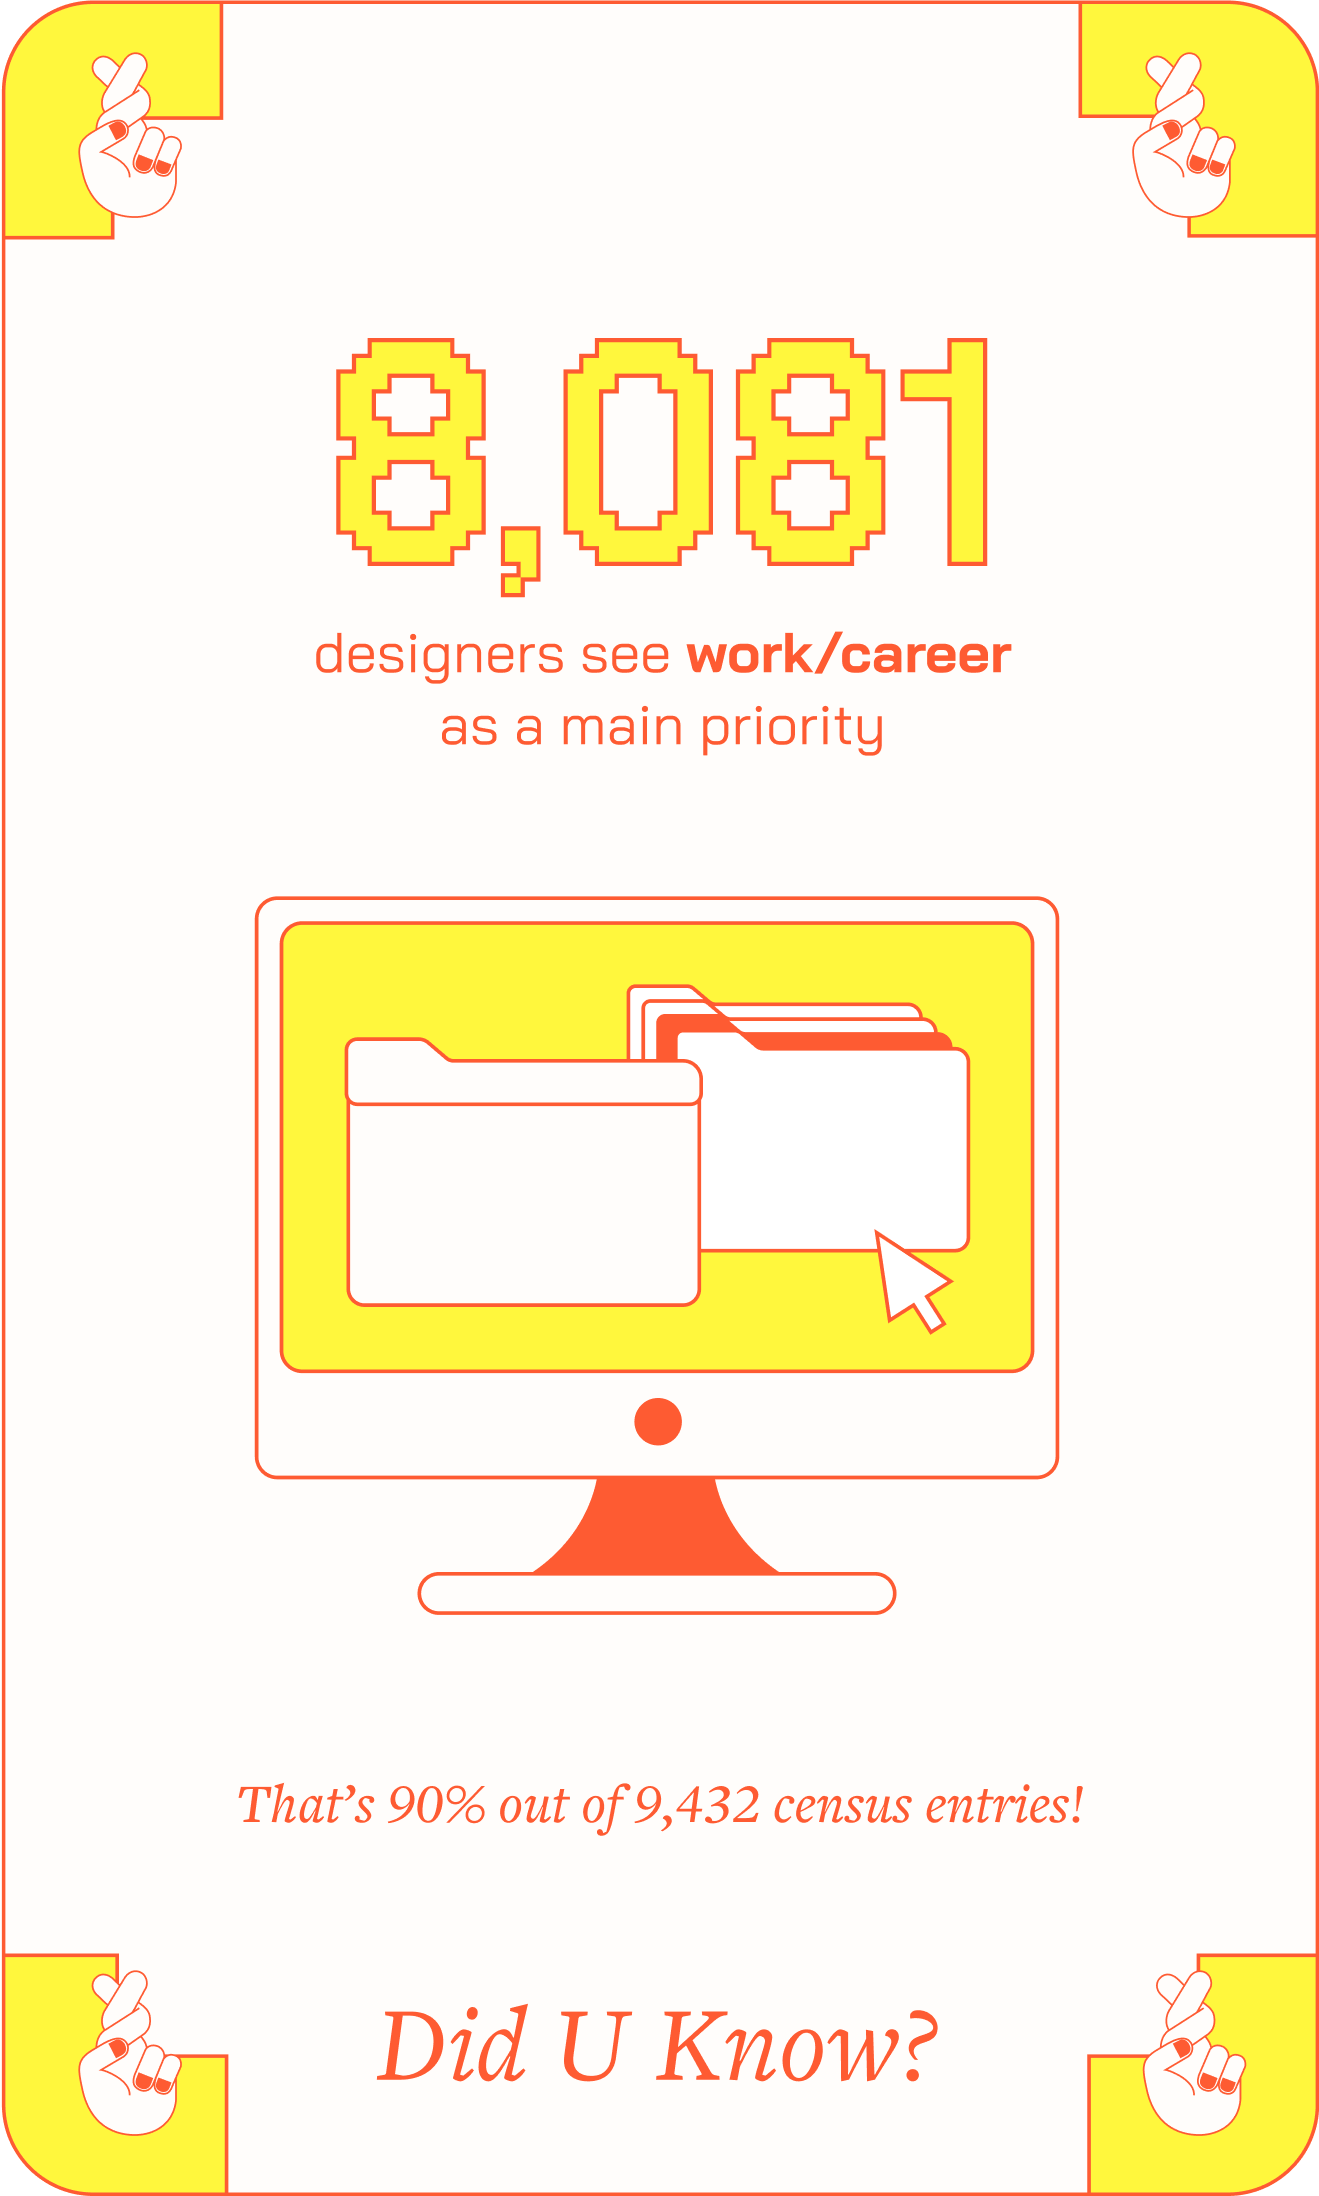 8,081
designers see work/career
as a main priority
That’s 90% out of 9,432 census entries!
Did U Know?